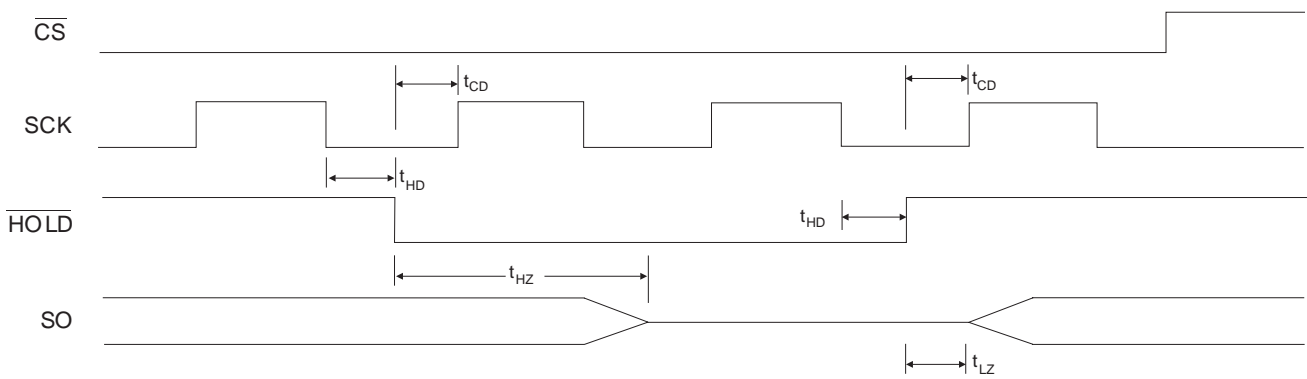 CS
t_CD
t_CD
SCK
t_HD
HOLD
t_HD
t_HZ
SO
t_LZ